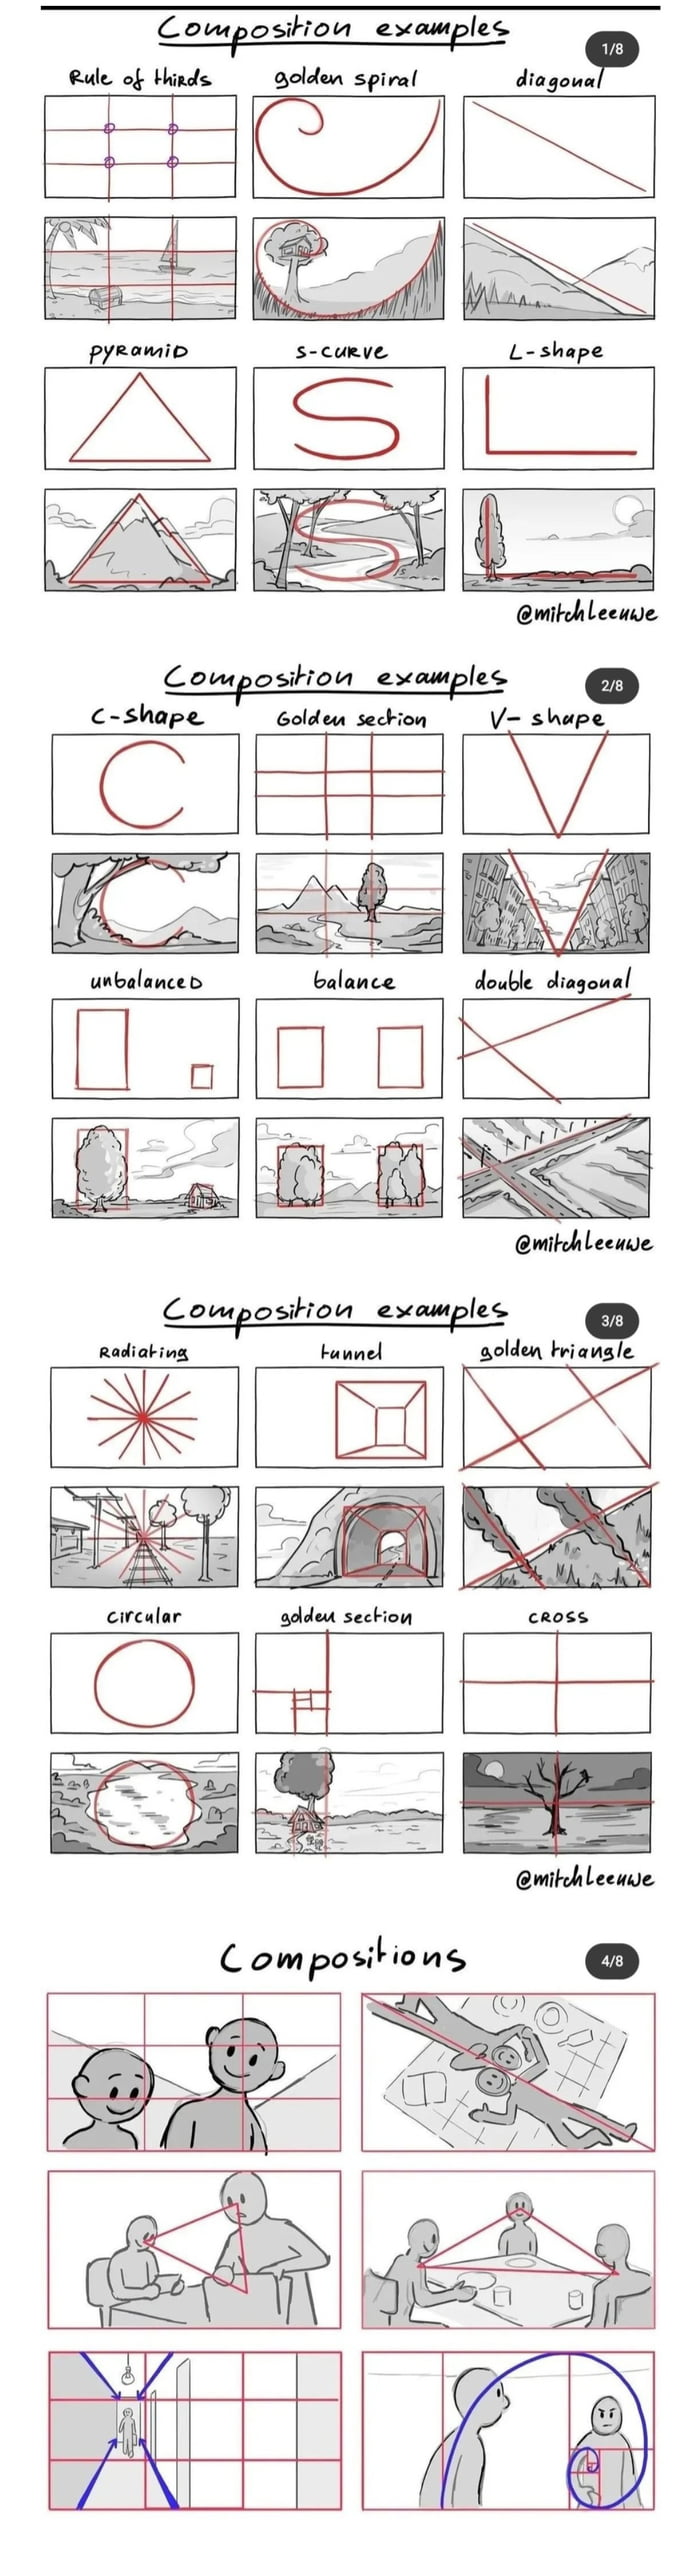 Composition examples
1/8
Rule of thirds golden spiral diagonal
pyramid s-curve L-shape
@mitchleeuwe
Composition examples
2/8
C-shape Golden section V- shape
unbalanced balance double diagonal
@mitchleeuwe
Composition examples
3/8
Radiating tunnel golden triangle
circular golden section cross
@mitchleeuwe
Compositions
4/8